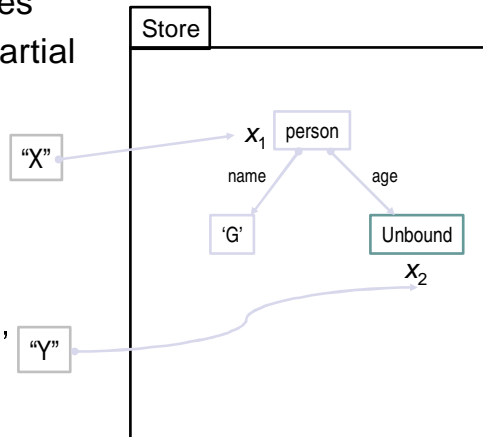 es
Store
artial
x1 person
“X”
name age
‘G’ Unbound
x2
’
“Y”